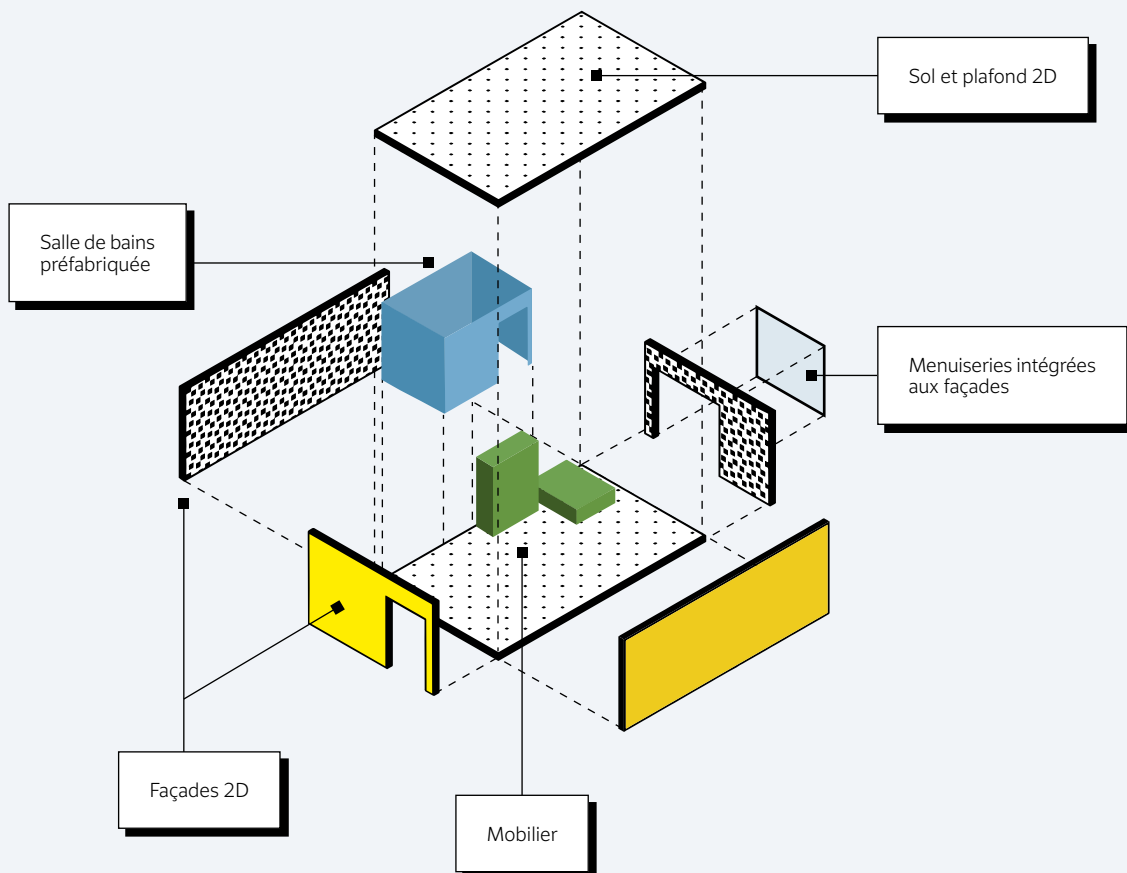 Sol et plafond 2D
Salle de bains
préfabriquée
Menuiseries intégrées
aux façades
Façades 2D
Mobilier